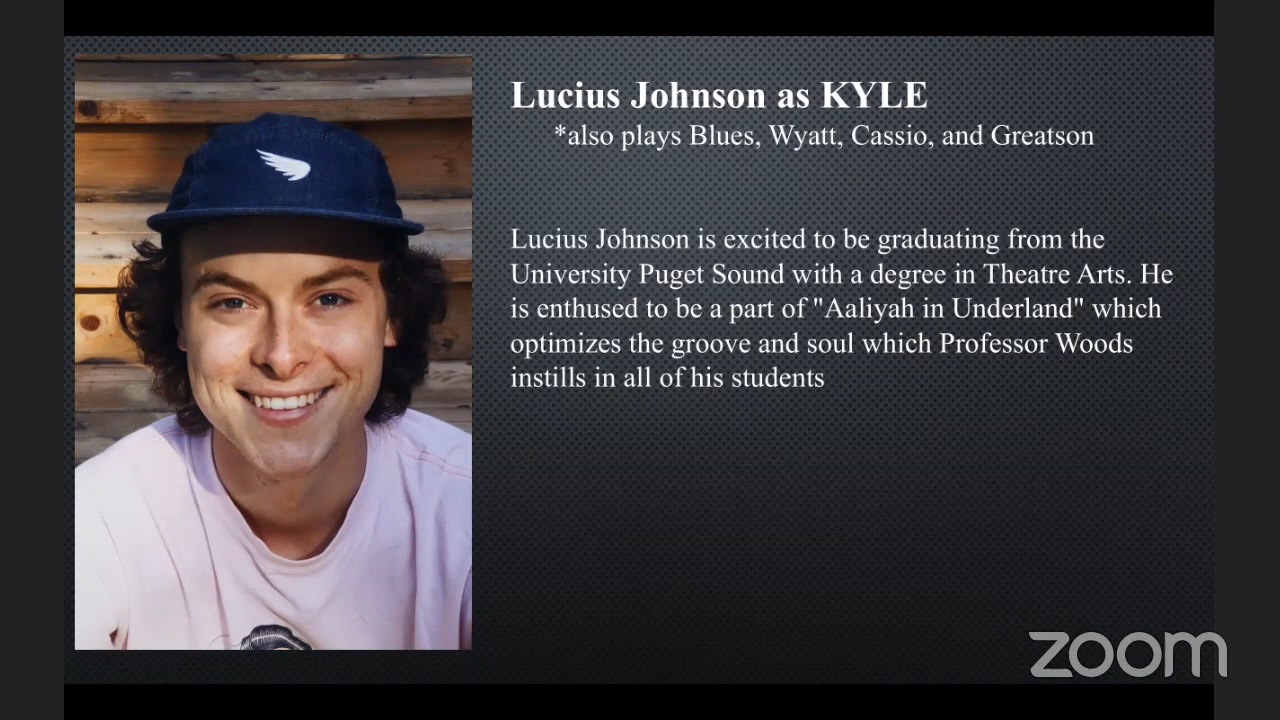 Lucius Johnson as KYLE
*also plays Blues, Wyatt, Cassio, and Greatson
Lucius Johnson is excited to be graduating from the
University Puget Sound with a degree in Theatre Arts. He
is enthused to be a part of "Aaliyah in Underland" which
optimizes the groove and soul which Professor Woods
instills in all of his students
zoom